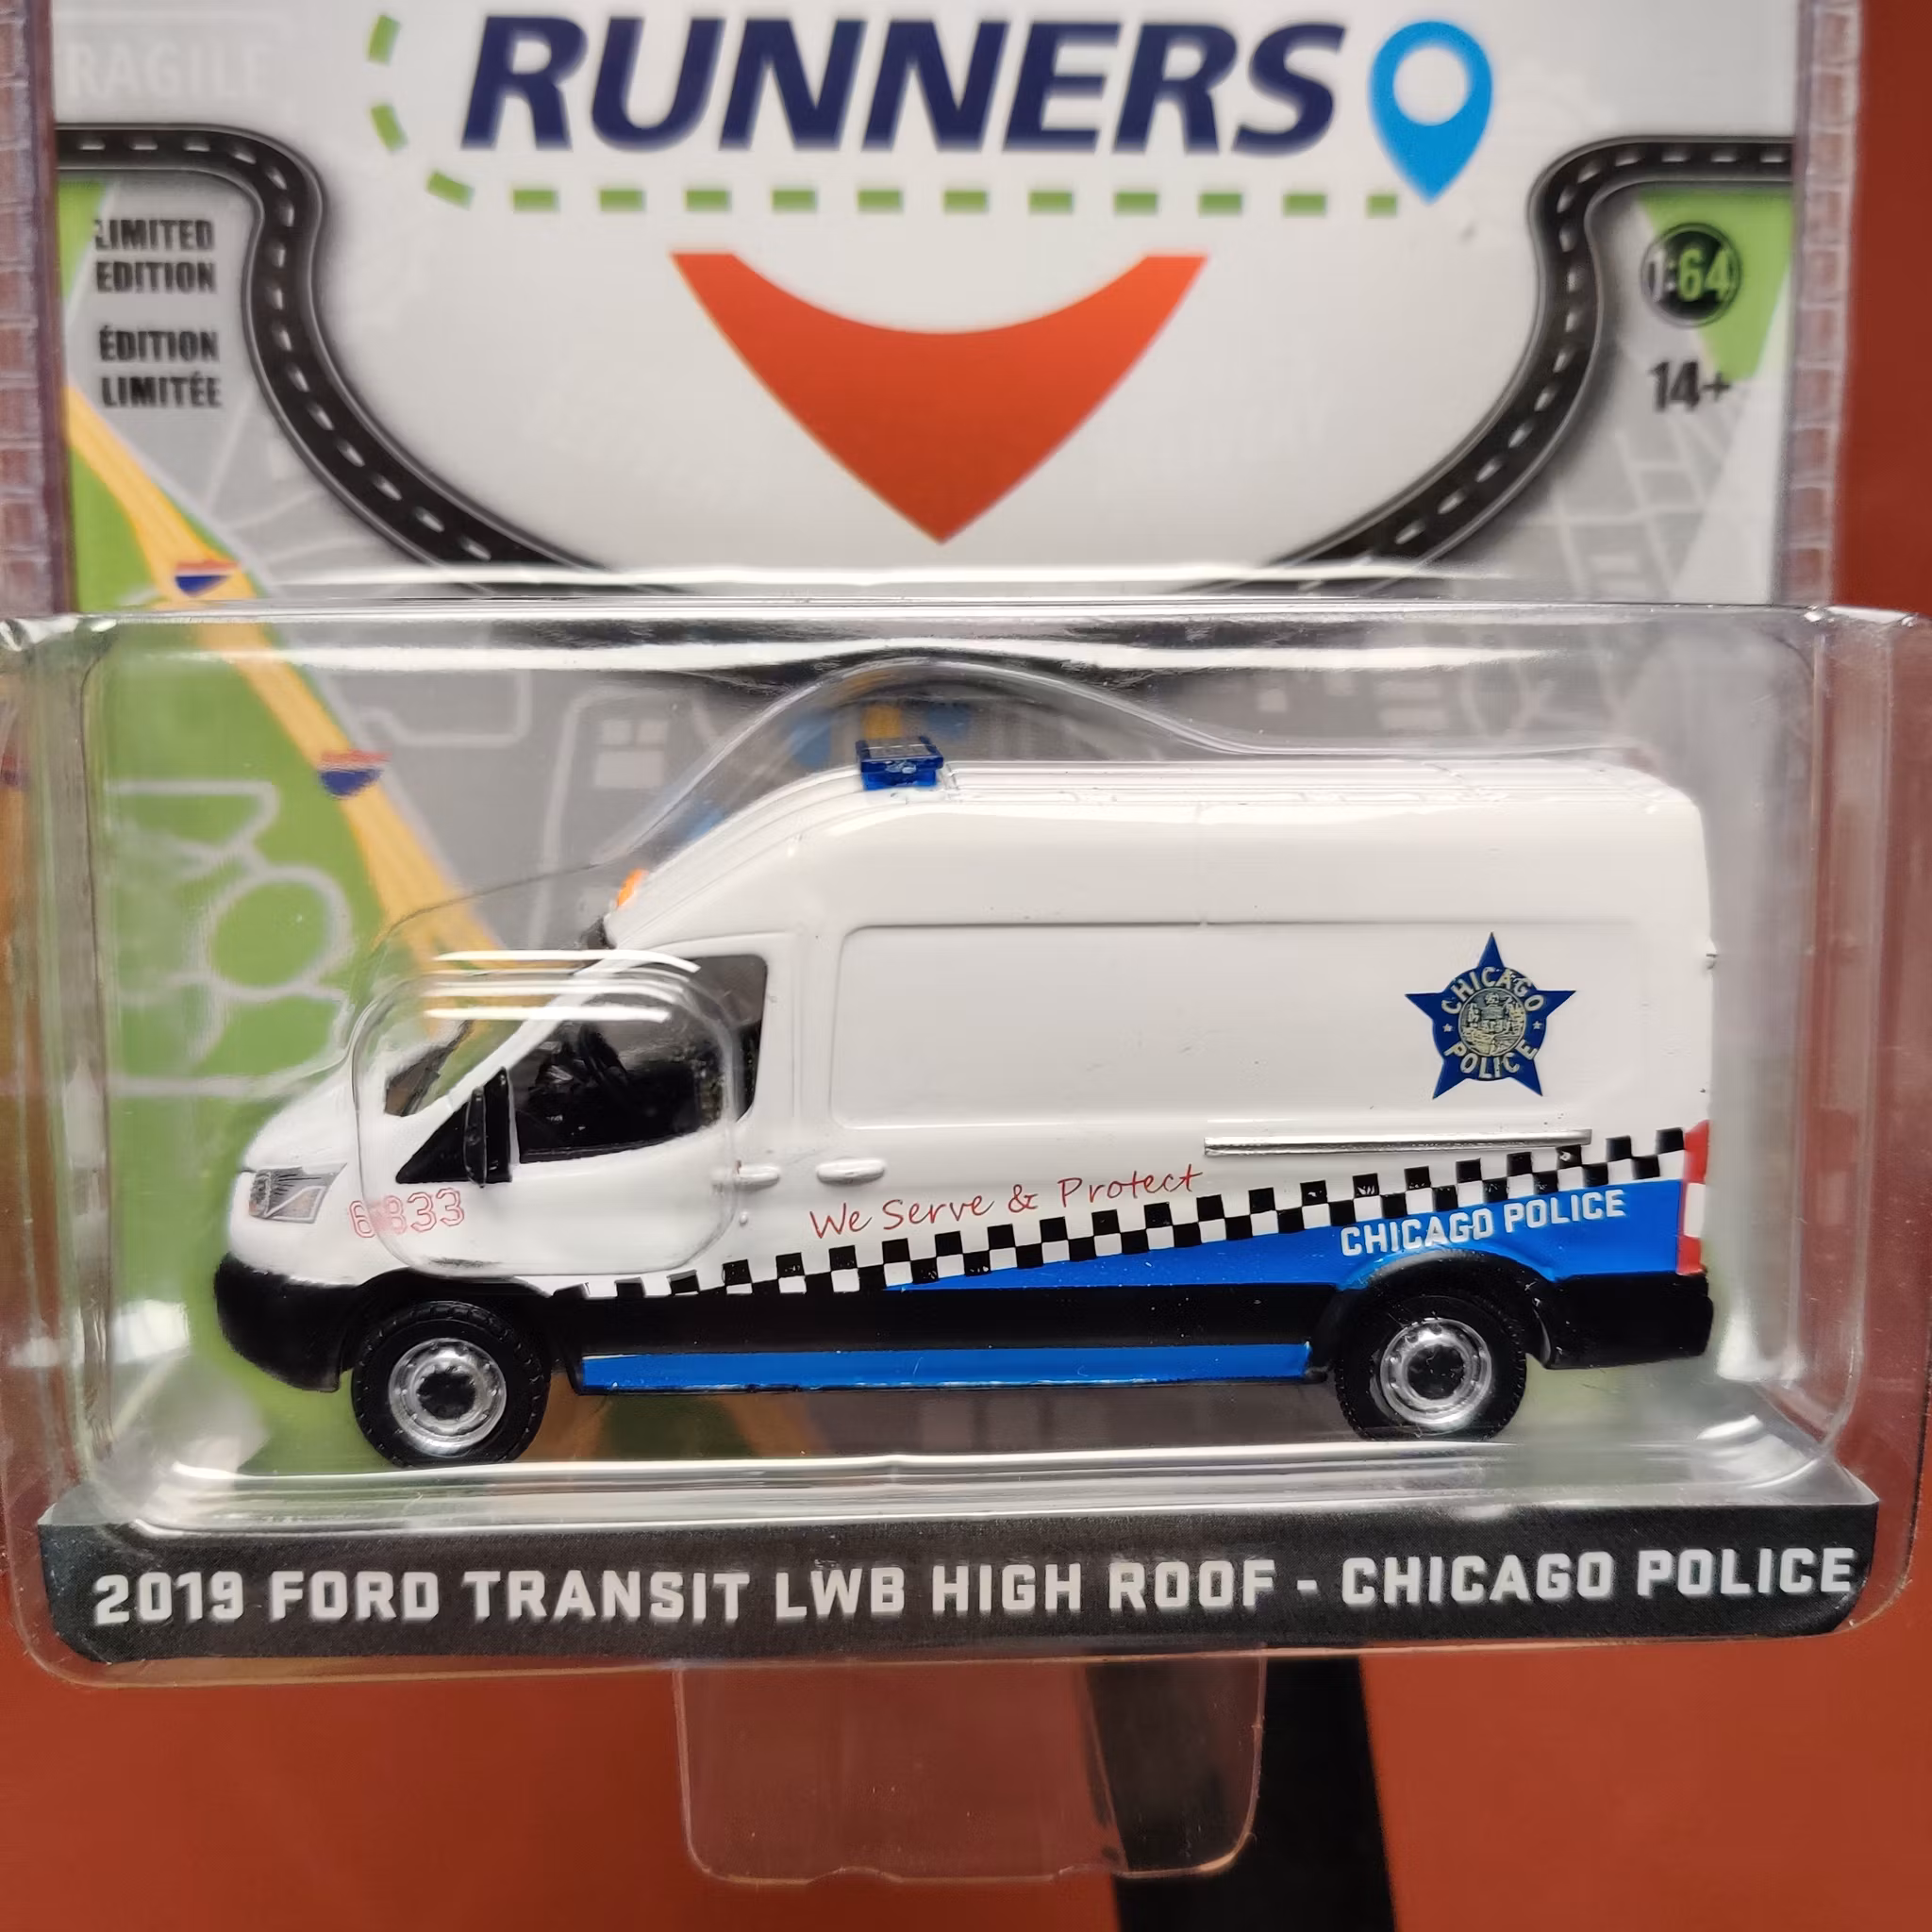 RAGILE
RUNNERS
LIMITED
EDITION
ÉDITION
LIMITÉE
1:64
14+
CHICAGO
POLICE
We Serve & Protect
CHICAGO POLICE
2019 FORD TRANSIT LWB HIGH ROOF - CHICAGO POLICE